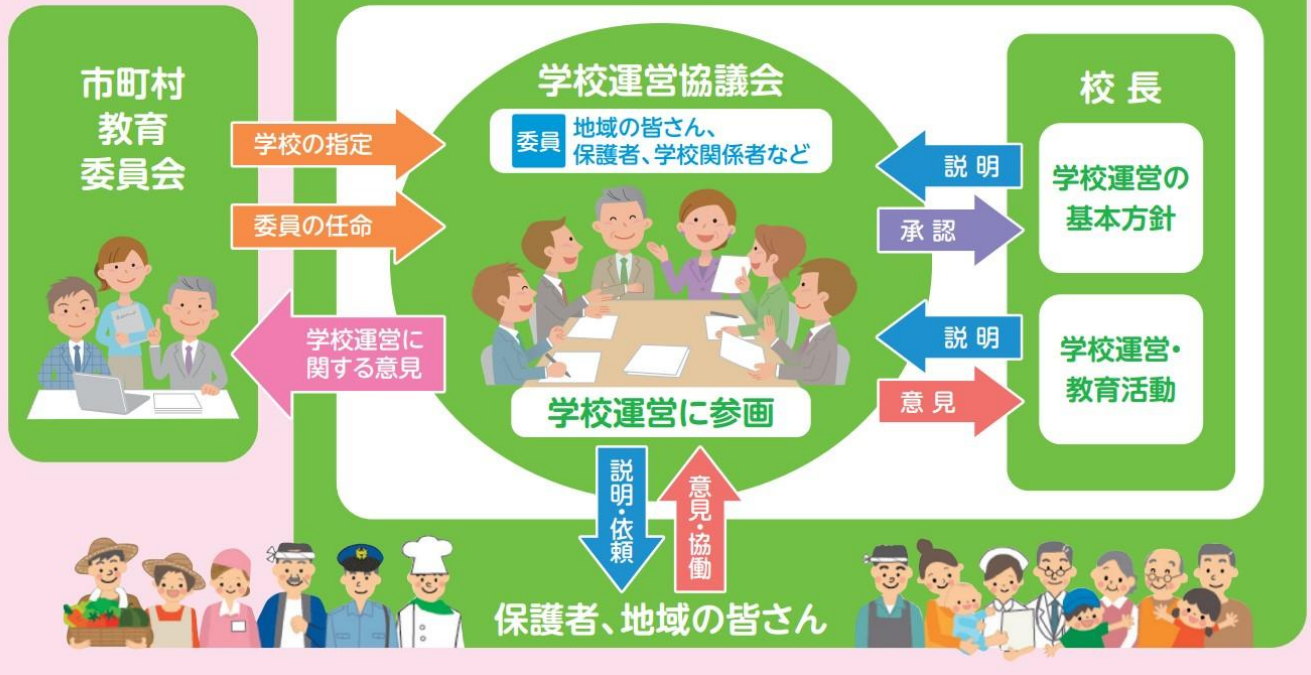 市町村
教育
委員会
学校の指定
委員の任命
学校運営に
関する意見
学校運営協議会
委員
地域の皆さん、
保護者、学校関係者など
学校運営に参画
説明
承認
説明
意見
校長
学校運営の
基本方針
学校運営・
教育活動
説明・依頼
意見・協働
保護者、地域の皆さん